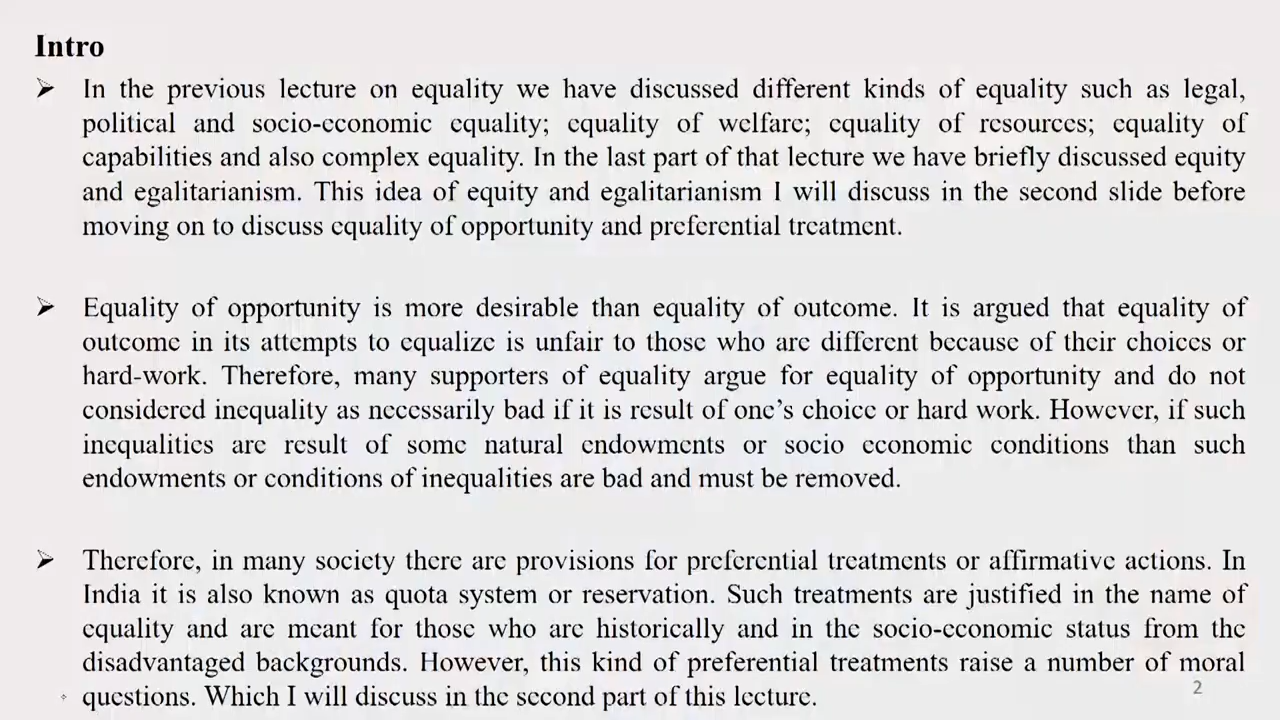 Intro
➢ In the previous lecture on equality we have discussed different kinds of equality such as legal,
political and socio-economic equality; equality of welfare; equality of resources; equality of
capabilities and also complex equality. In the last part of that lecture we have briefly discussed equity
and egalitarianism. This idea of equity and egalitarianism I will discuss in the second slide before
moving on to discuss equality of opportunity and preferential treatment.
➢ Equality of opportunity is more desirable than equality of outcome. It is argued that equality of
outcome in its attempts to equalize is unfair to those who are different because of their choices or
hard-work. Therefore, many supporters of equality argue for equality of opportunity and do not
considered inequality as necessarily bad if it is result of one's choice or hard work. However, if such
inequalities are result of some natural endowments or socio economic conditions than such
endowments or conditions of inequalities are bad and must be removed.
➢ Therefore, in many society there are provisions for preferential treatments or affirmative actions. In
India it is also known as quota system or reservation. Such treatments are justified in the name of
equality and are meant for those who are historically and in the socio-economic status from the
disadvantaged backgrounds. However, this kind of preferential treatments raise a number of moral
questions. Which I will discuss in the second part of this lecture.
2